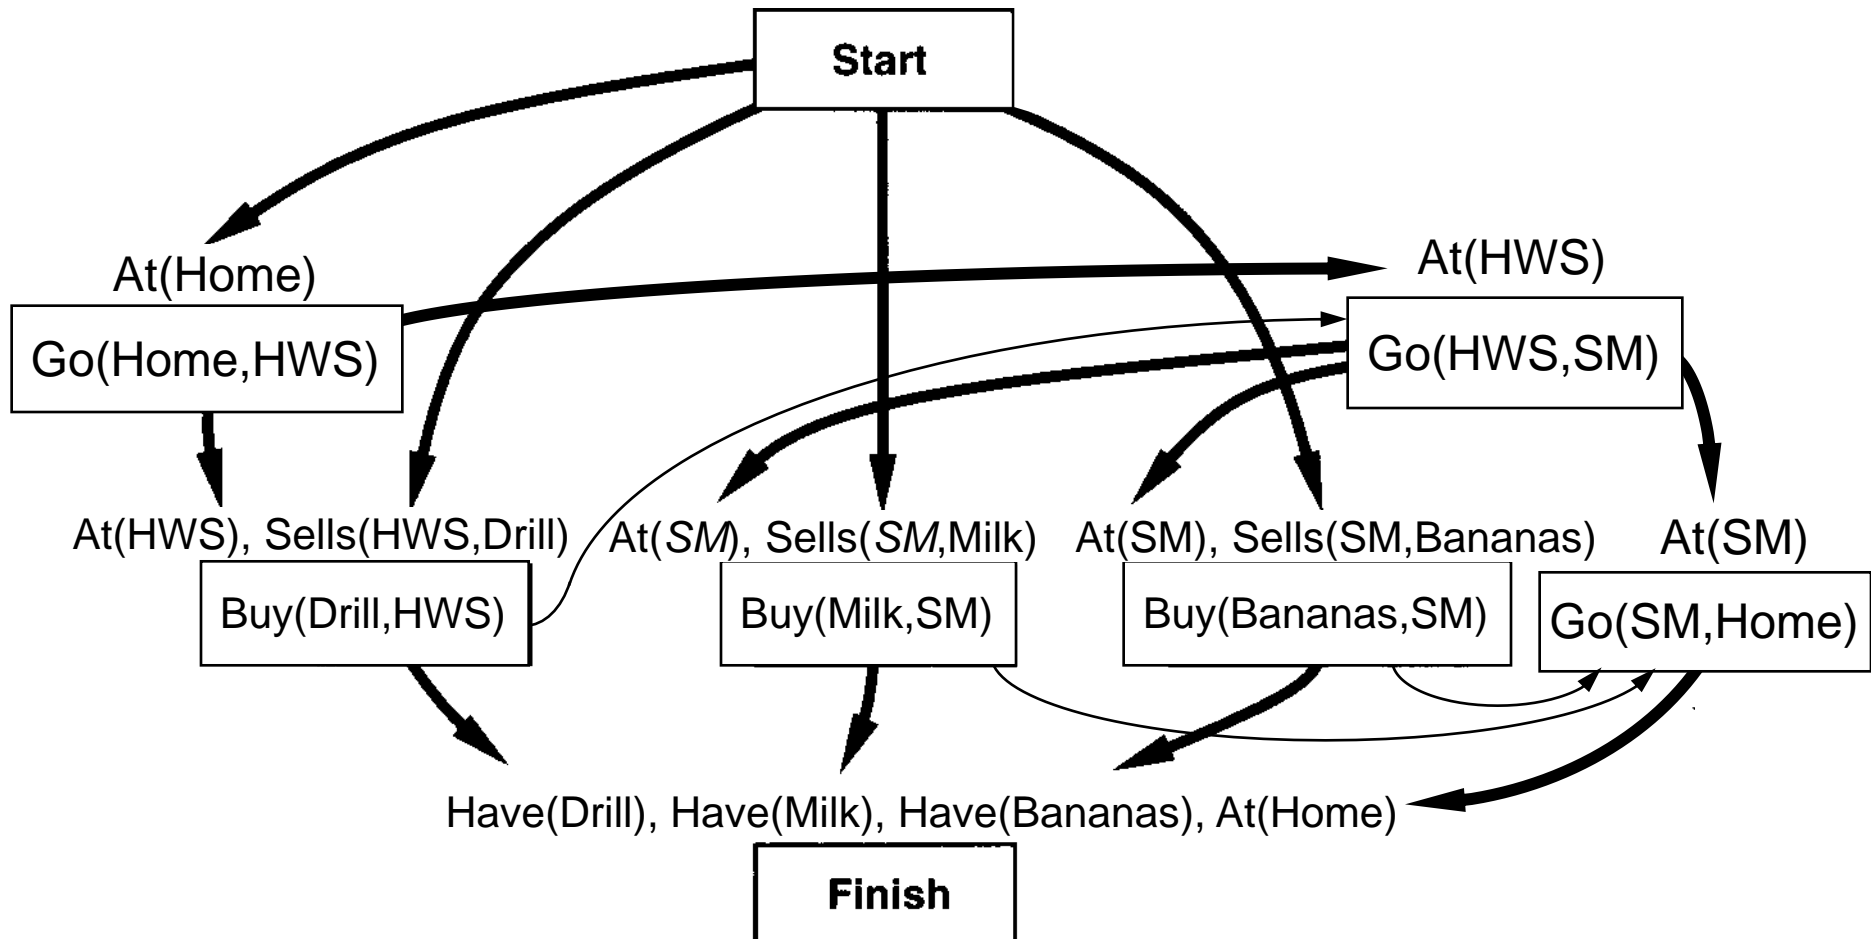 Start
At(Home)
At(HWS)
Go(Home,HWS)
Go(HWS,SM)
At(HWS), Sells(HWS,Drill)
At(SM), Sells(SM,Milk)
At(SM), Sells(SM,Bananas)
At(SM)
Buy(Drill,HWS)
Buy(Milk,SM)
Buy(Bananas,SM)
Go(SM,Home)
Have(Drill), Have(Milk), Have(Bananas), At(Home)
Finish